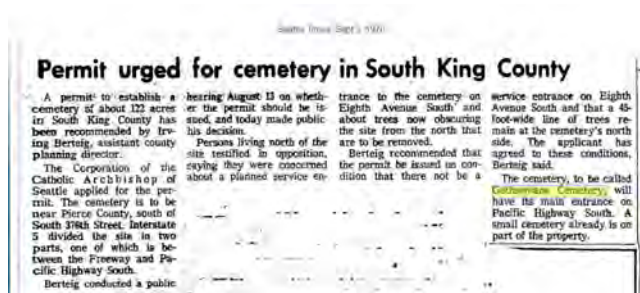 Seattle Times Sept 3 1970
Permit urged for cemetery in South King County
A permit to establish a
cemetery of about 122 acres
in South King County has
been recommended by Irv-
ing Berteig, assistant county
planning director.
The Corporation of the
Catholic Archbishop of
Seattle applied for the per-
mit. The cemetery is to be
near Pierce County, south of
South 376th Street. Interstate
5 divided the site in two
parts, one of which is be-
tween the Freeway and Pa-
cific Highway South.
Berteig conducted a public
hearing August 13 on wheth-
er the permit should be is-
sued, and today made public
his decision.
Persons living north of the
site testified in opposition,
saying they were concerned
about a planned service en-
trance to the cemetery on
Eighth Avenue South and
about trees now obscuring
the site from the north that
are to be removed.
Berteig recommended that
the permit be issued on con-
dition that there not be a
service entrance on Eighth
Avenue South and that a 45-
foot-wide line of trees re-
main at the cemetery's north
side. The applicant has
agreed to these conditions,
Berteig said.
The cemetery, to be called
Gethsemane Cemetery, will
have its main entrance on
Pacific Highway South. A
small cemetery already is on
part of the property.